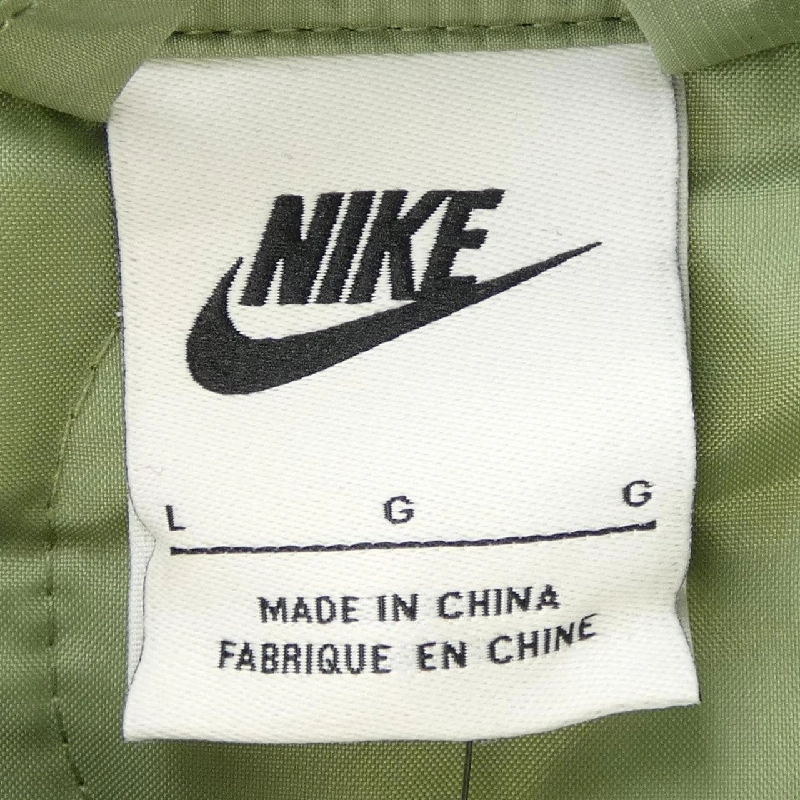 NIKE
L G G
MADE IN CHINA
FABRIQUE EN CHINE